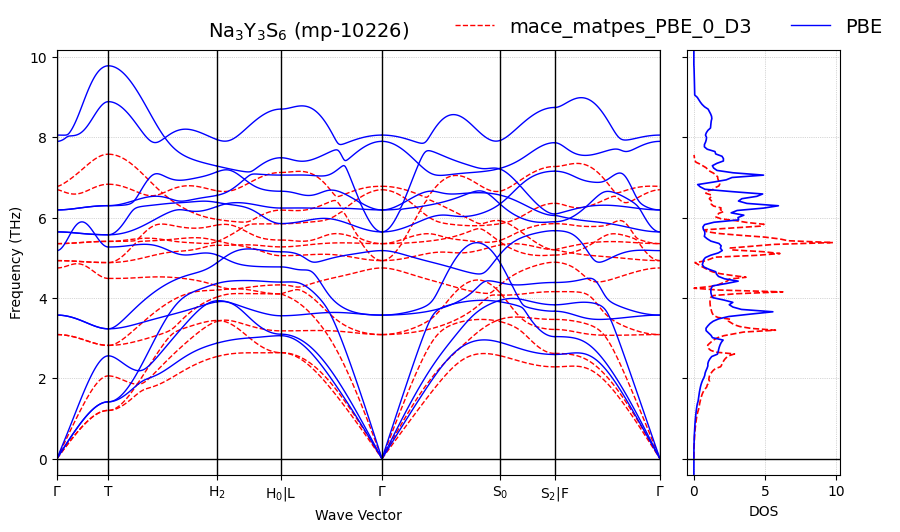 Na₃Y₃S₆ (mp-10226)
mace_matpes_PBE_0_D3
PBE
Frequency (THz)
10
8
6
4
2
0
Γ T H₂ H₀|L Γ S₀ S₂|F Γ
Wave Vector
0 5 10
DOS